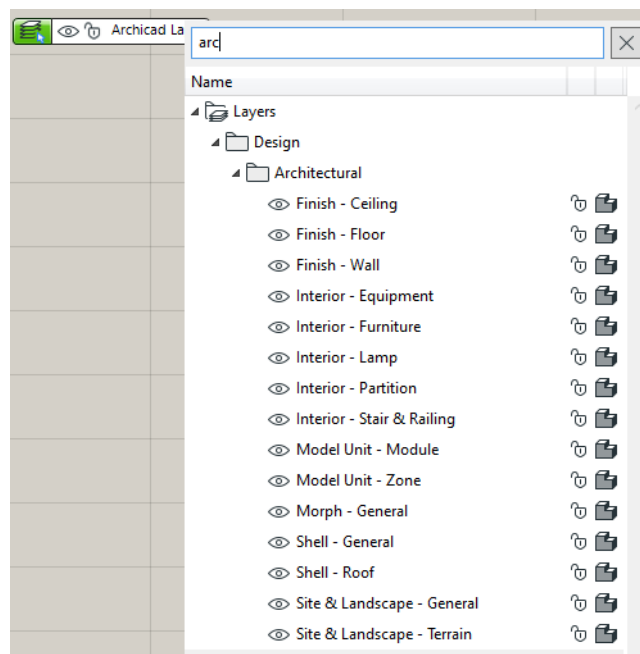 Archicad La
arc
Name
Layers
Design
Architectural
Finish - Ceiling
Finish - Floor
Finish - Wall
Interior - Equipment
Interior - Furniture
Interior - Lamp
Interior - Partition
Interior - Stair & Railing
Model Unit - Module
Model Unit - Zone
Morph - General
Shell - General
Shell - Roof
Site & Landscape - General
Site & Landscape - Terrain